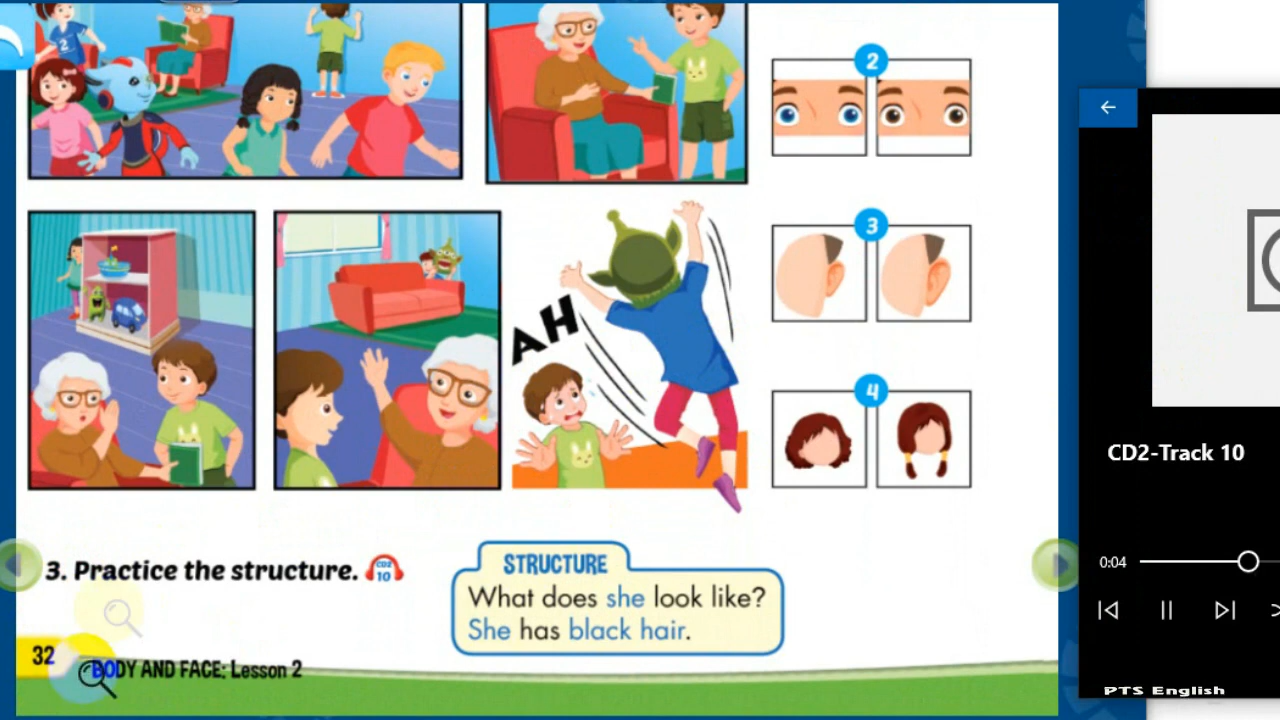 2
2
3
AH
4
CD2-Track 10
0:04
3. Practice the structure. CD2 10
STRUCTURE
What does she look like?
She has black hair.
32
BODY AND FACE: Lesson 2
PTS English